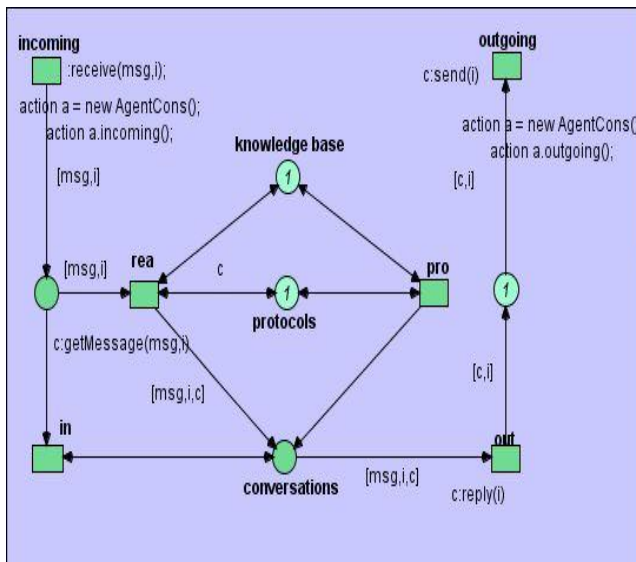 incoming
:receive(msg,i);
action a = new AgentCons();
action a.incoming();
[msg,i]
outgoing
c:send(i)
action a = new AgentCons()
action a.outgoing();
[c,i]
knowledge base
1
[msg,i]
rea
c
1
protocols
pro
1
c:getMessage(msg,i)
[msg,i,c]
[c,i]
in
out
conversations
[msg,i,c]
c:reply(i)